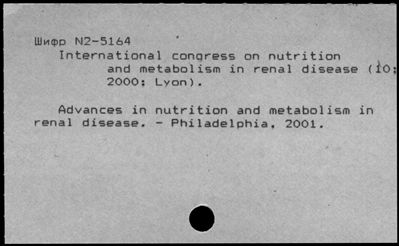 Шифр N2-5164
International congress on nutrition
and metabolism in renal disease (10;
2000; Lyon).
Advances in nutrition and metabolism in
renal disease. - Philadelphia, 2001.